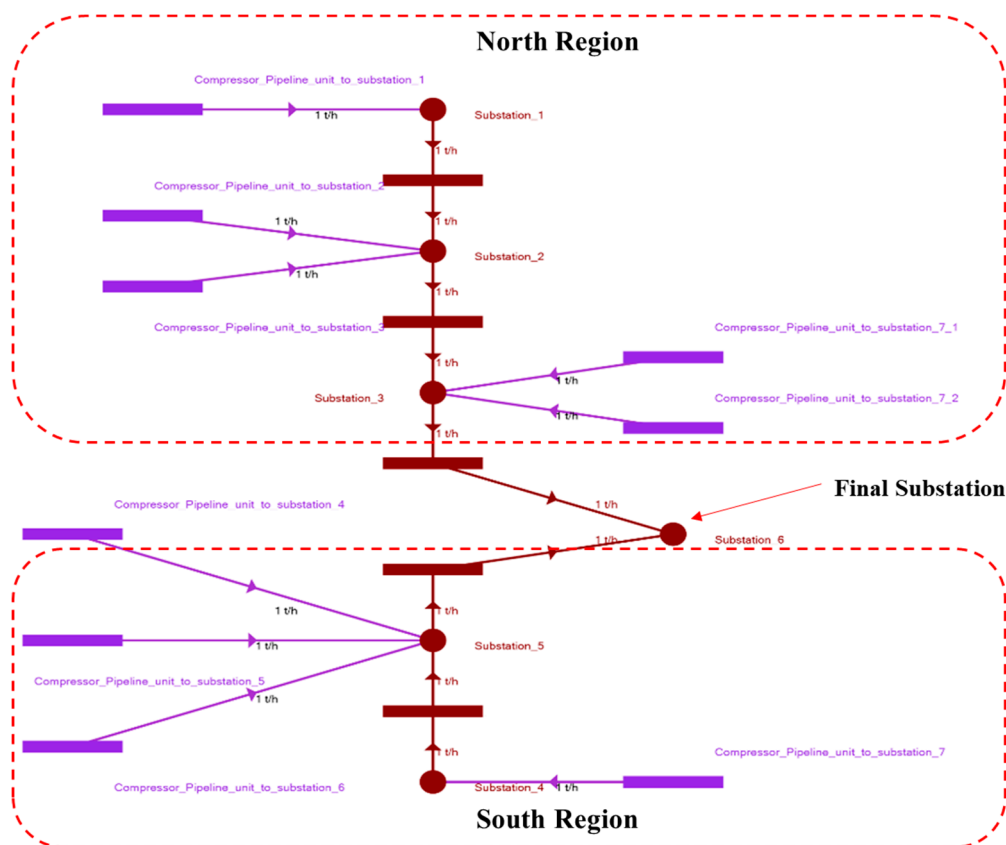 North Region
Compressor_Pipeline_unit_to_substation_1
1 t/h
Substation_1
1 t/h
Compressor_Pipeline_unit_to_substation_2
1 t/h
1 t/h
Substation_2
1 t/h
1 t/h
Compressor_Pipeline_unit_to_substation_3
Compressor_Pipeline_unit_to_substation_7_1
1 t/h
1 t/h
Substation_3
Compressor_Pipeline_unit_to_substation_7_2
1 t/h
1 t/h
Final Substation
Compressor_Pipeline_unit_to_substation_4
1 t/h
1 t/h
Substation_6
1 t/h
1 t/h
1 t/h
Substation_5
Compressor_Pipeline_unit_to_substation_5
1 t/h
1 t/h
1 t/h
Compressor_Pipeline_unit_to_substation_7
Compressor_Pipeline_unit_to_substation_6
Substation_4
1 t/h
South Region